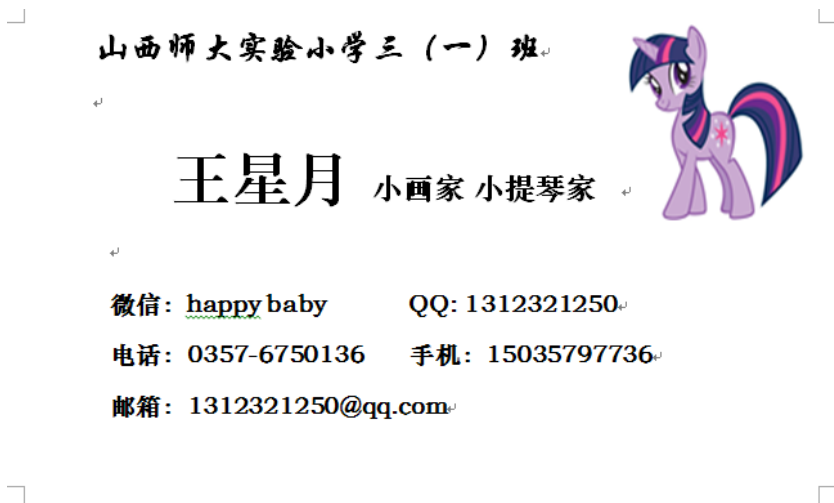 山西师大实验小学三（一）班
王星月 小画家 小提琴家
微信：happy baby QQ: 1312321250
电话：0357-6750136 手机：15035797736
邮箱：1312321250@qq.com